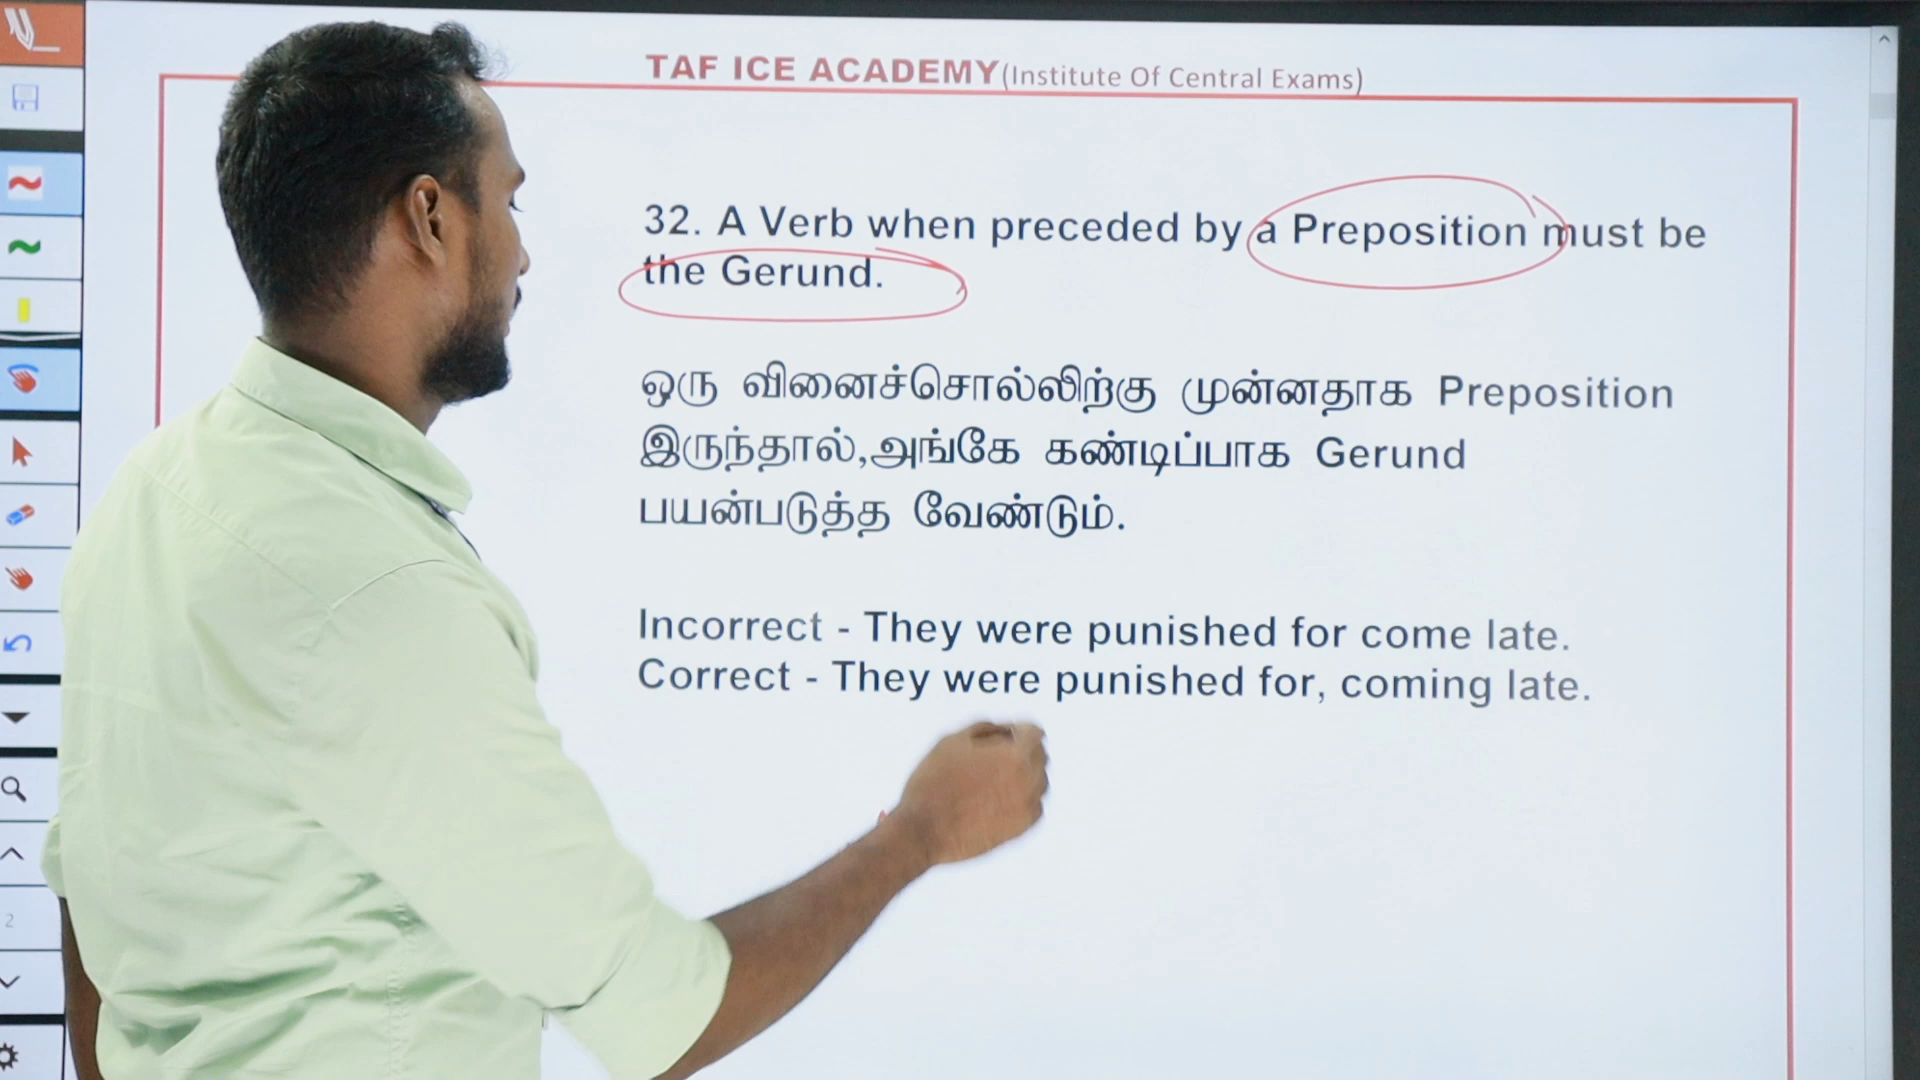 TAF ICE ACADEMY(Institute Of Central Exams)
32. A Verb when preceded by a Preposition must be
the Gerund.
ஒரு வினைச்சொல்லிற்கு முன்னதாக Preposition
இருந்தால்,அங்கே கண்டிப்பாக Gerund
பயன்படுத்த வேண்டும்.
Incorrect - They were punished for come late.
Correct - They were punished for, coming late.
2